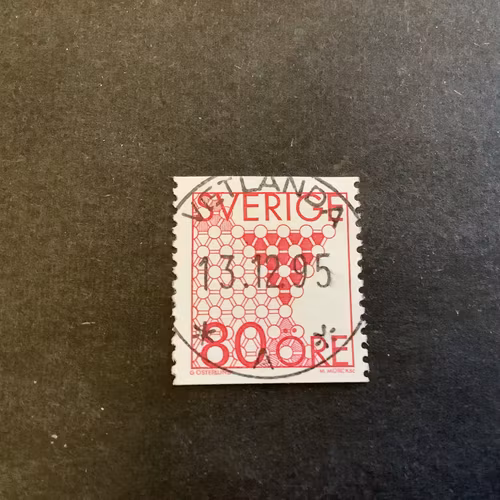 VETLANDA
SVERIGE
13.12.95
80 ÖRE